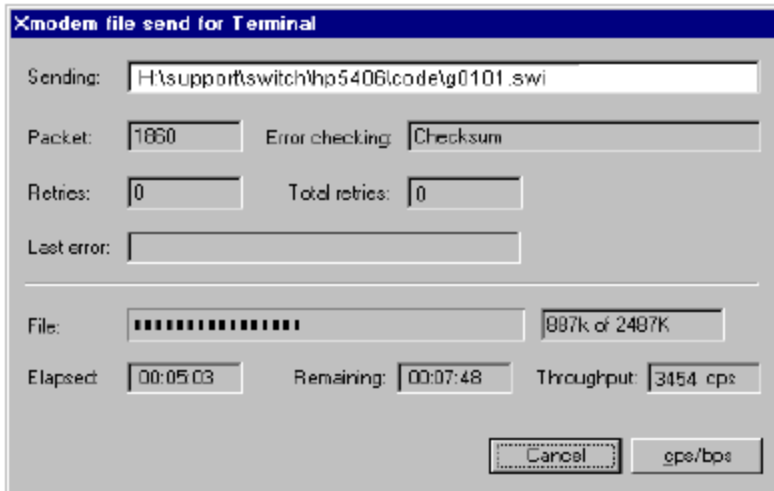 Xmodem file send for Terminal
Sending: H:\support\switch\hp5406\code\g0101.swi
Packet: 1860 Error checking: Checksum
Retries: 0 Total retries: 0
Last error:
File: 887k of 2487K
Elapsed: 00:05:03 Remaining: 00:07:48 Throughput: 3454 cps
Cancel cps/bps